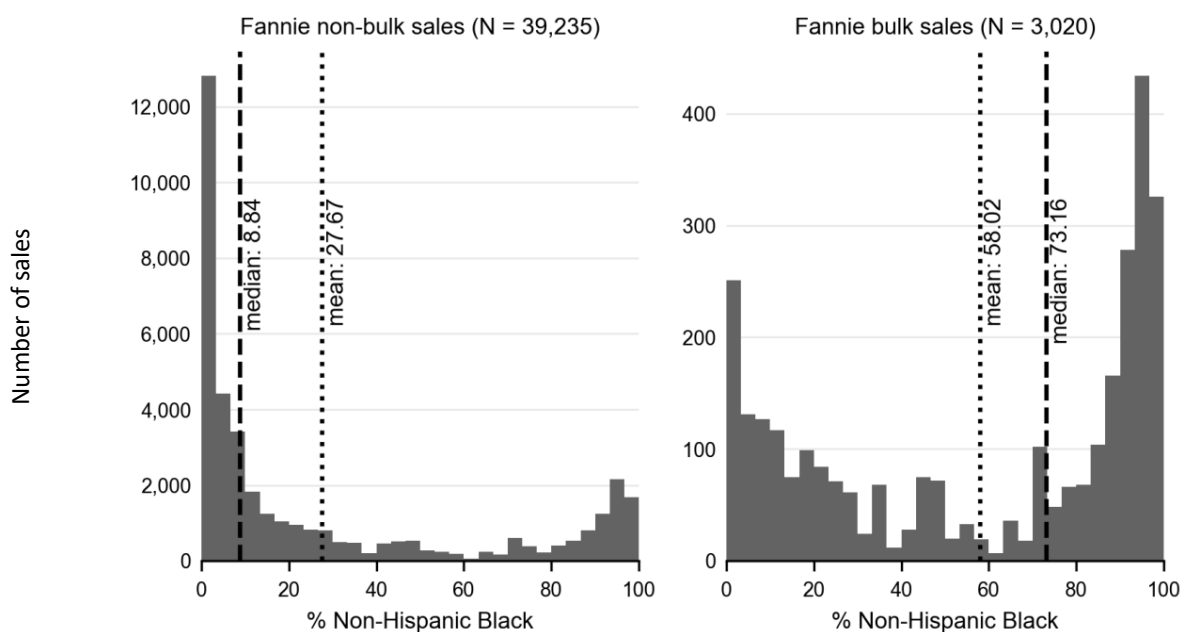 Fannie non-bulk sales (N = 39,235)
Number of sales
12,000
10,000
8,000
6,000
4,000
2,000
0
median: 8.84
mean: 27.67
0 20 40 60 80 100
% Non-Hispanic Black
Fannie bulk sales (N = 3,020)
400
300
200
100
0
mean: 58.02
median: 73.16
0 20 40 60 80 100
% Non-Hispanic Black